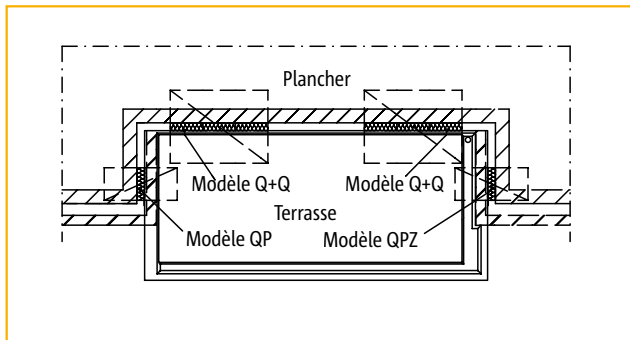 Plancher
Modèle Q+Q
Modèle Q+Q
Terrasse
Modèle QP
Modèle QPZ